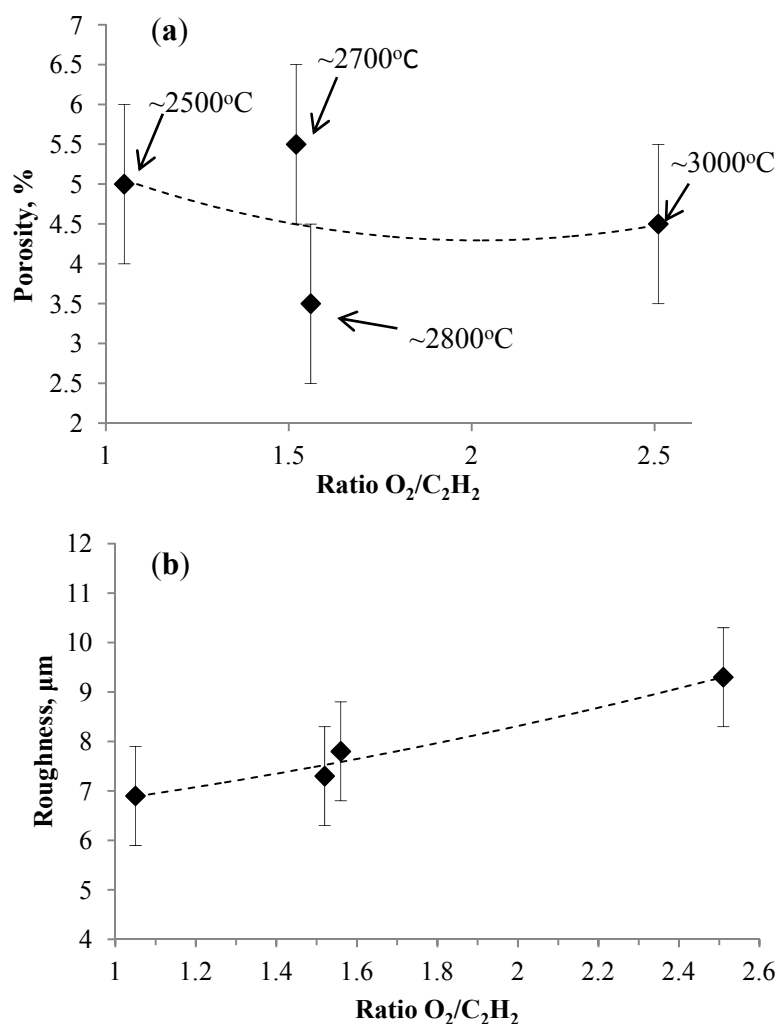 (a)
7
6.5
6
5.5
5
4.5
4
3.5
3
2.5
2
Porosity, %
~2500°C
~2700°C
~3000°C
~2800°C
1 1.5 2 2.5
Ratio O₂/C₂H₂
(b)
12
11
10
9
8
7
6
5
4
Roughness, µm
1 1.2 1.4 1.6 1.8 2 2.2 2.4 2.6
Ratio O₂/C₂H₂